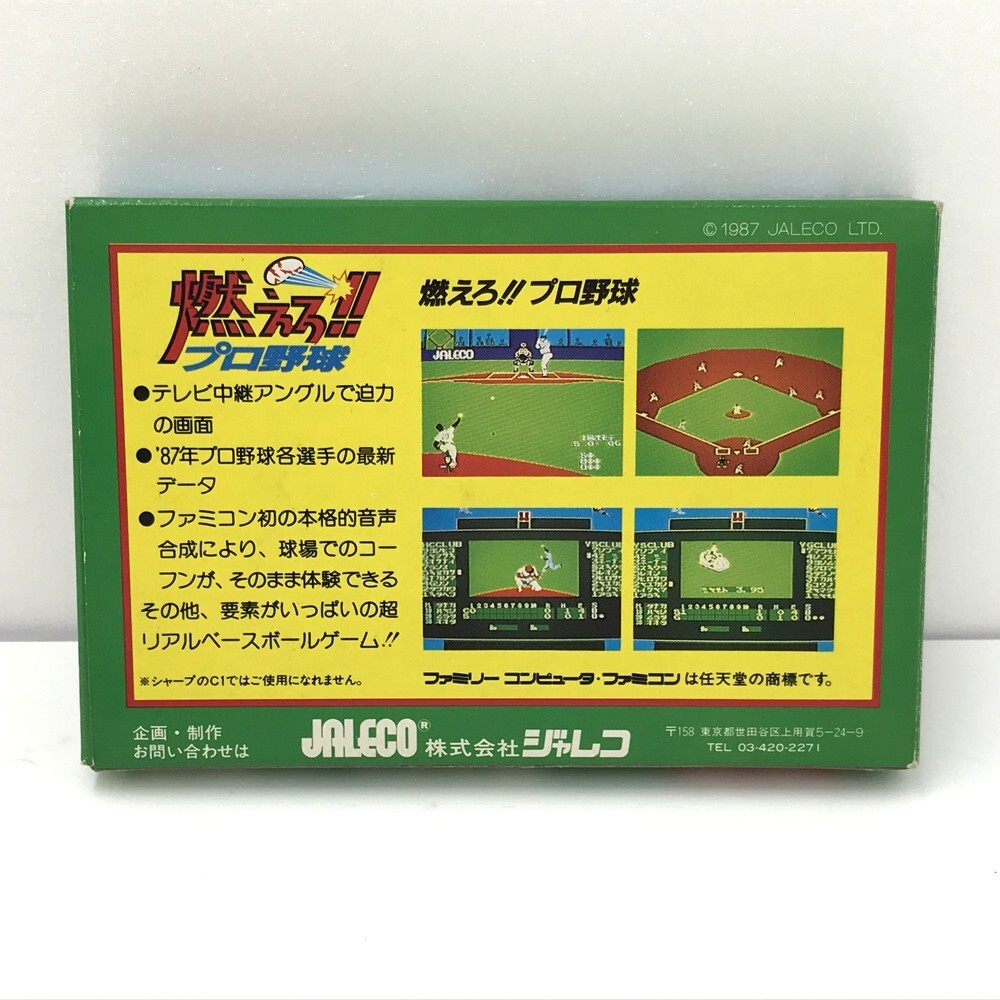 ©1987 JALECO LTD.
燃えろ!!
プロ野球
燃えろ!! プロ野球
●テレビ中継アングルで迫力
の画面
●'87年プロ野球各選手の最新
データ
●ファミコン初の本格的音声
合成により、球場でのコー
フンが、そのまま体験できる
その他、要素がいっぱいの超
リアルベースボールゲーム!!
※シャープのC1ではご使用になれません。
JALECO
ファミリー コンピュータ・ファミコンは任天堂の商標です。
企画・制作
お問い合わせは
JALECO® 株式会社ジャレコ
〒158 東京都世田谷区上用賀5-24-9
TEL 03-420-2271